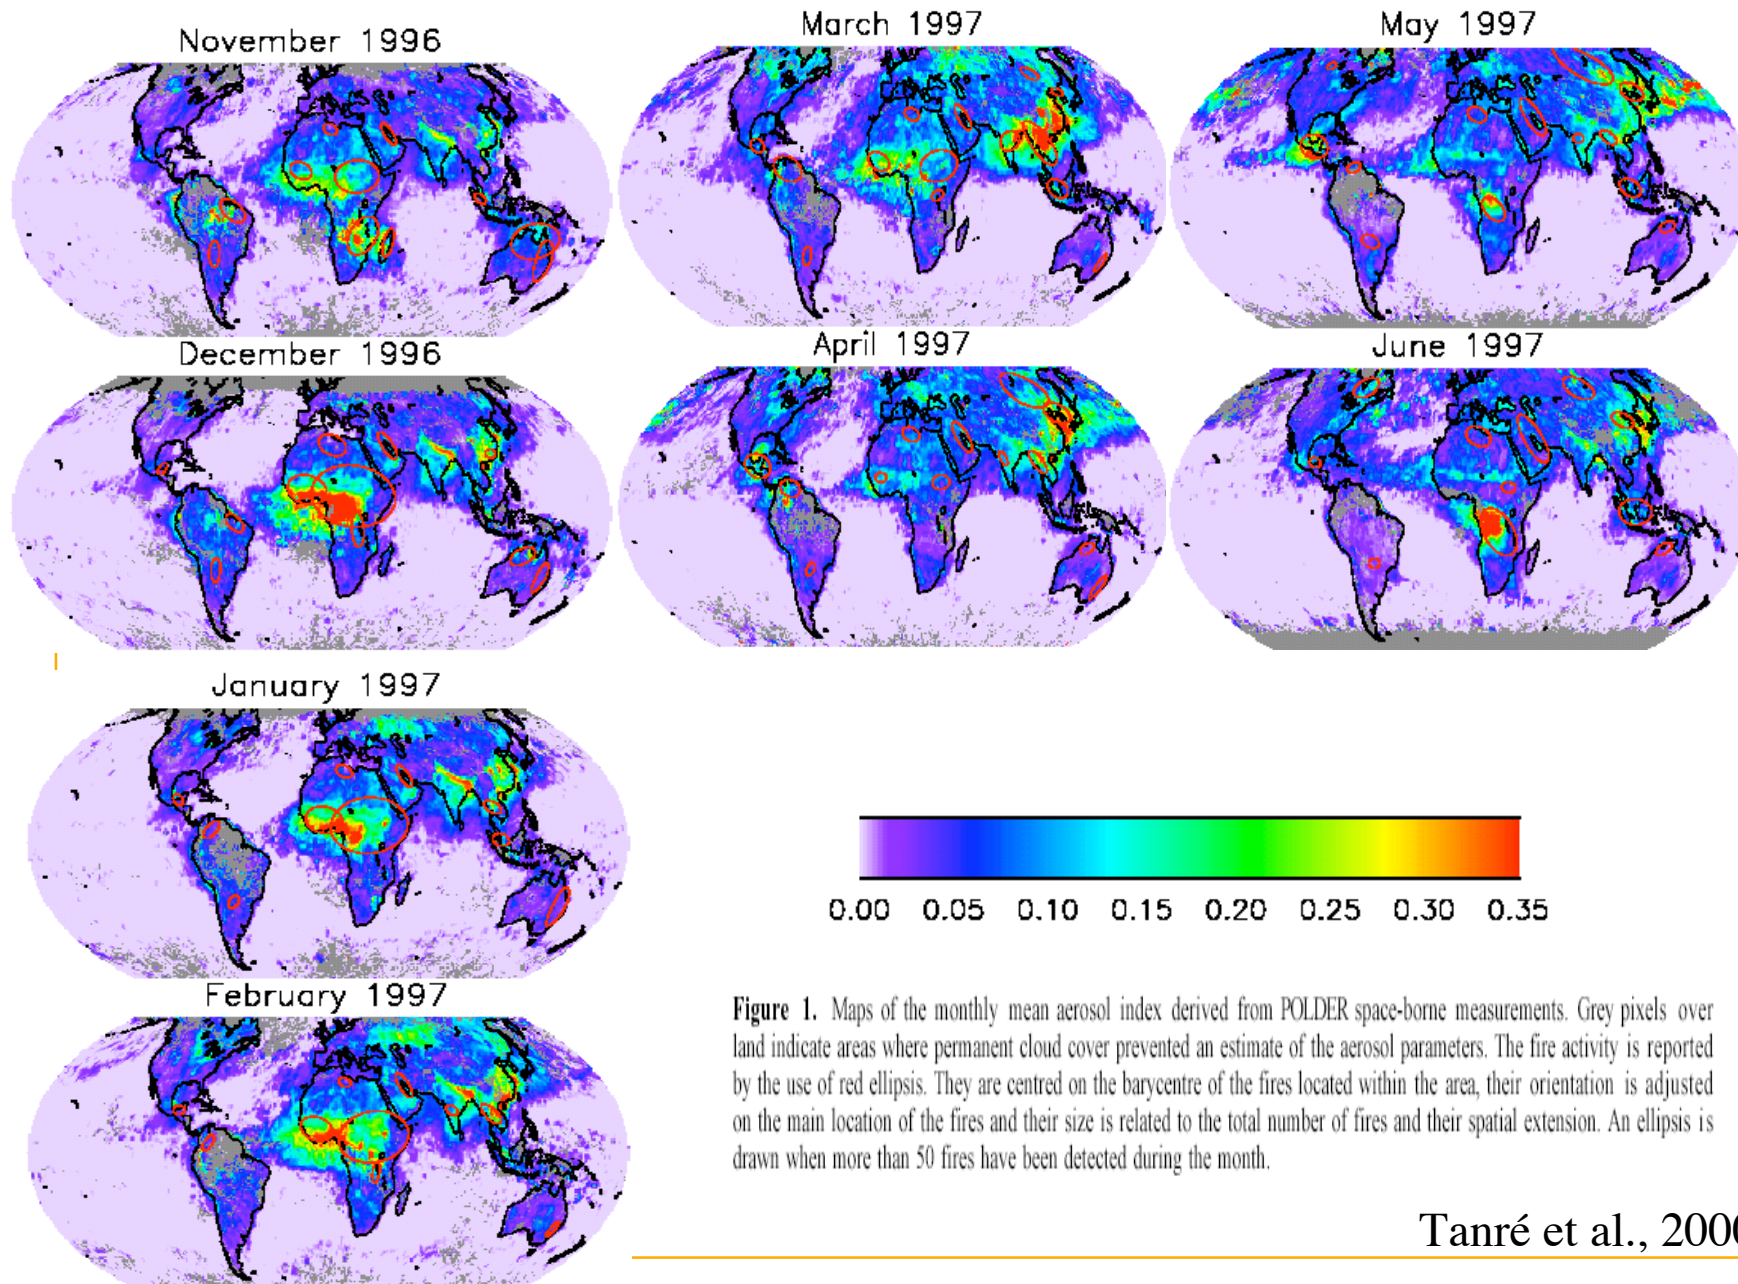 November 1996
March 1997
May 1997
December 1996
April 1997
June 1997
January 1997
February 1997
0.00 0.05 0.10 0.15 0.20 0.25 0.30 0.35
Figure 1. Maps of the monthly mean aerosol index derived from POLDER space-borne measurements. Grey pixels over
land indicate areas where permanent cloud cover prevented an estimate of the aerosol parameters. The fire activity is reported
by the use of red ellipsis. They are centred on the barycentre of the fires located within the area, their orientation is adjusted
on the main location of the fires and their size is related to the total number of fires and their spatial extension. An ellipsis is
drawn when more than 50 fires have been detected during the month.
Tanré et al., 2000